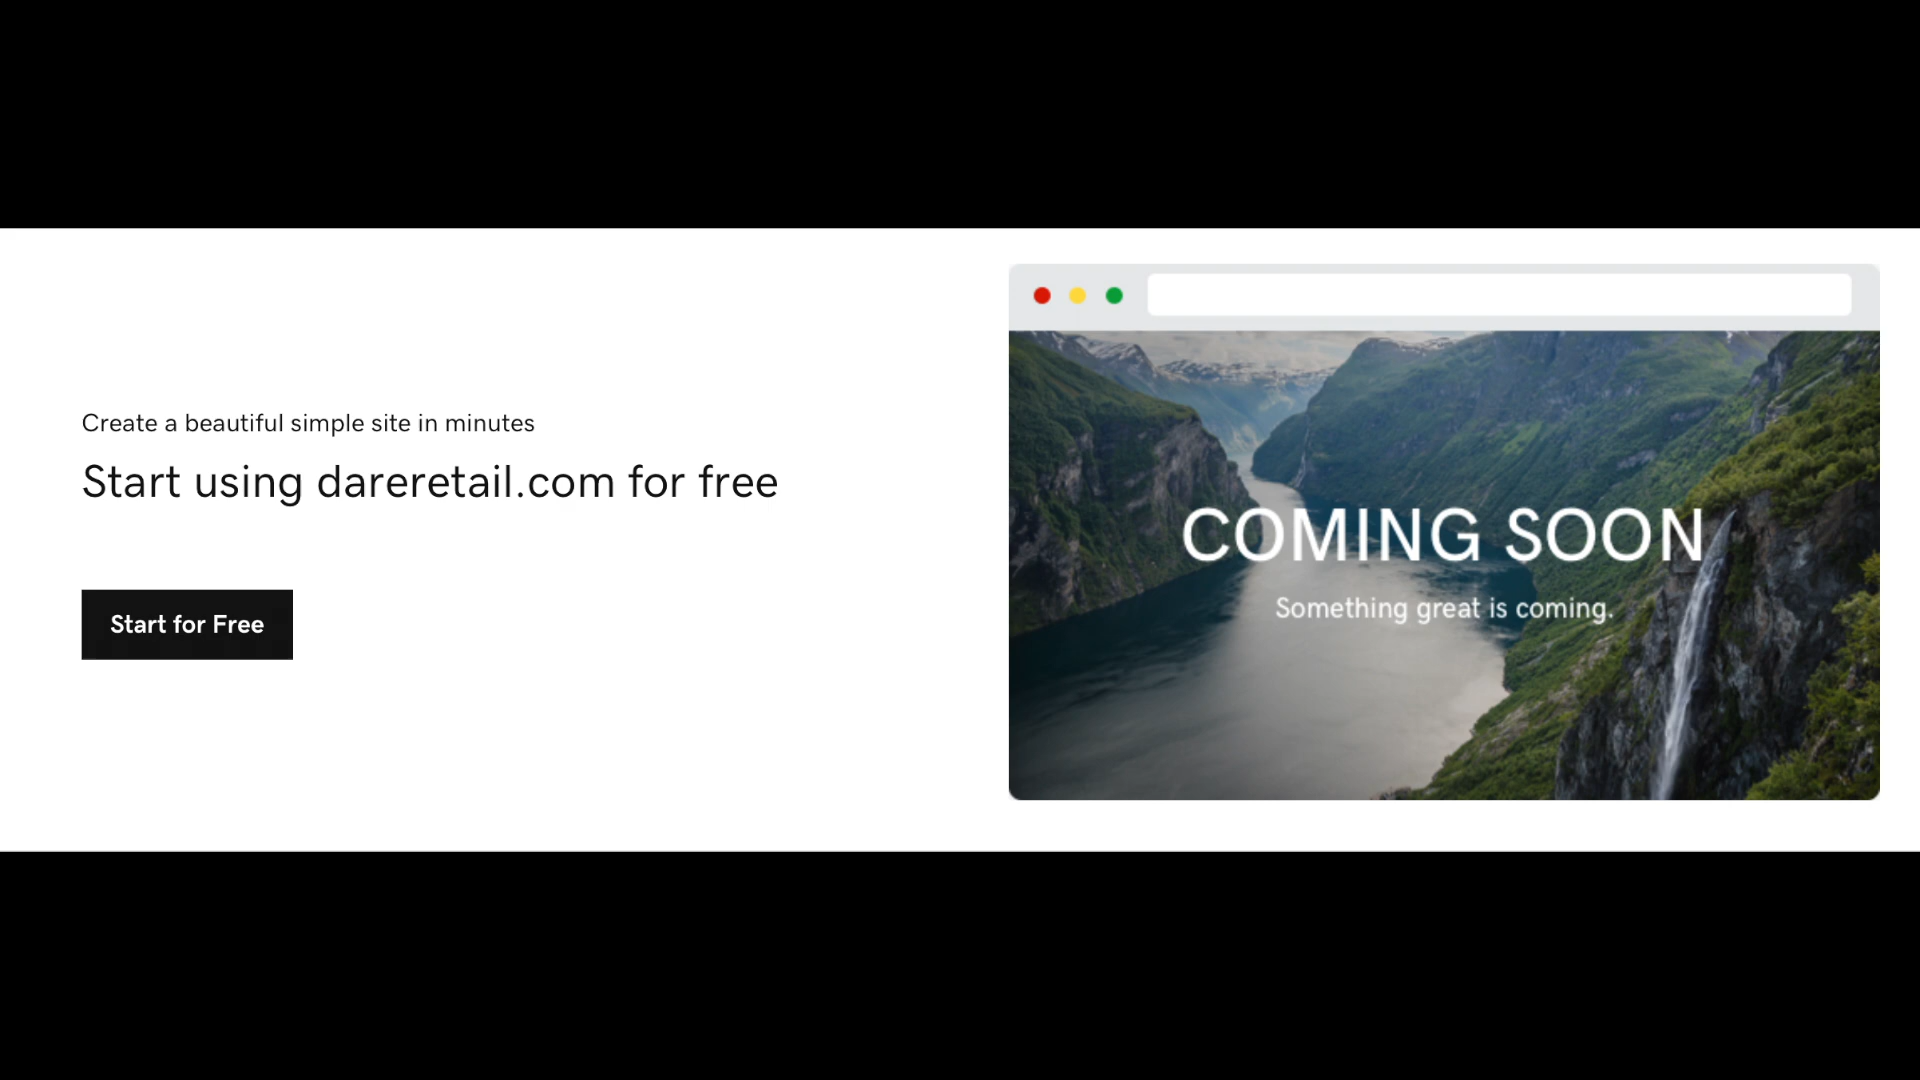 Create a beautiful simple site in minutes
Start using dareretail.com for free
Start for Free
COMING SOON
Something great is coming.